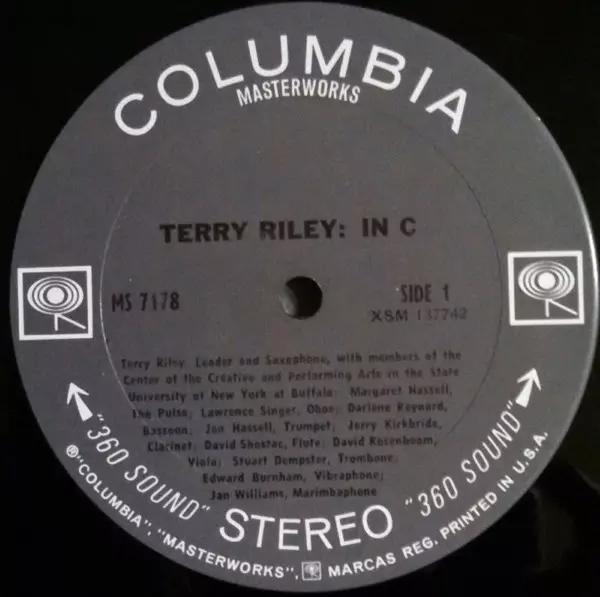 COLUMBIA
MASTERWORKS
TERRY RILEY: IN C
MS 7178
SIDE 1
XSM 137742
Terry Riley, Leader and Saxophone, with members of the
Center of the Creative and Performing Arts in the State
University of New York at Buffalo: Margaret Hassell,
The Pulse; Lawrence Singer, Oboe; Darlene Reynard,
Bassoon; Jon Hassell, Trumpet; Jerry Kirkbride,
Clarinet; David Shostac, Flute; David Rosenboom,
Viola; Stuart Dempster, Trombone;
Edward Burnham, Vibraphone;
Jan Williams, Marimbaphone
"360 SOUND" STEREO "360 SOUND"
®"COLUMBIA", "MASTERWORKS", MARCAS REG. PRINTED IN U.S.A.